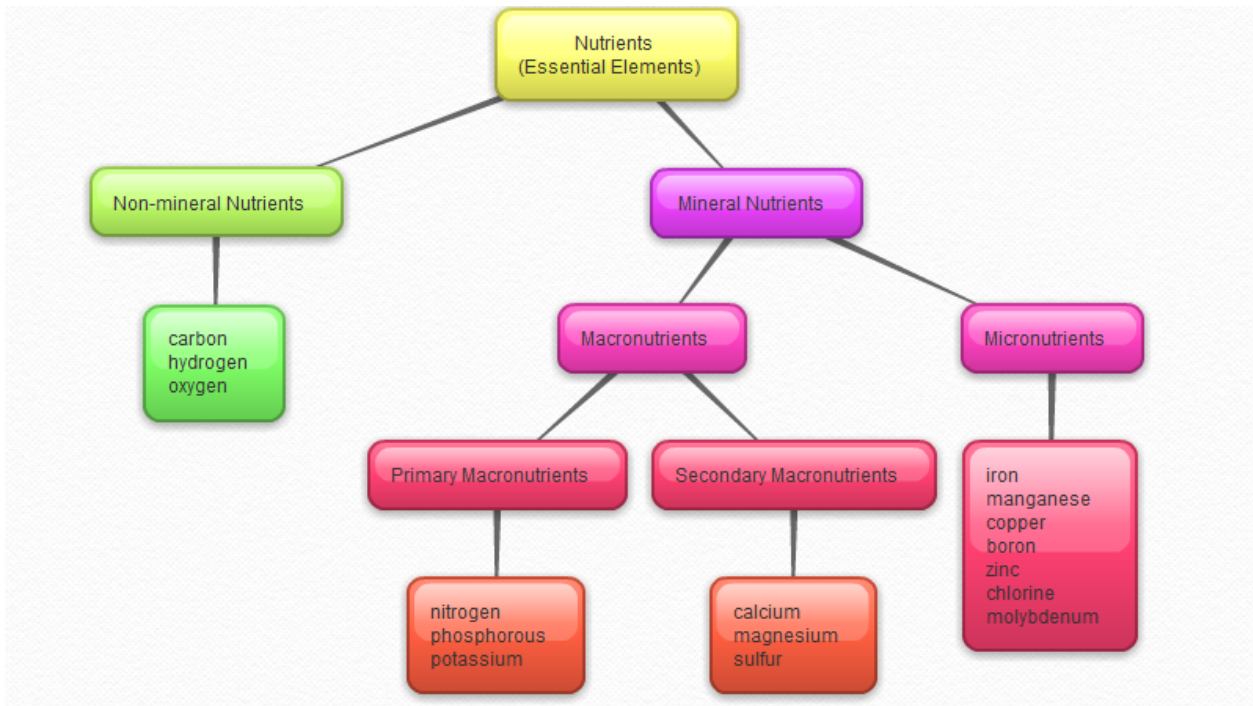 Nutrients
(Essential Elements)
Non-mineral Nutrients
Mineral Nutrients
carbon
hydrogen
oxygen
Macronutrients
Micronutrients
Primary Macronutrients
Secondary Macronutrients
iron
manganese
copper
boron
zinc
chlorine
molybdenum
nitrogen
phosphorous
potassium
calcium
magnesium
sulfur